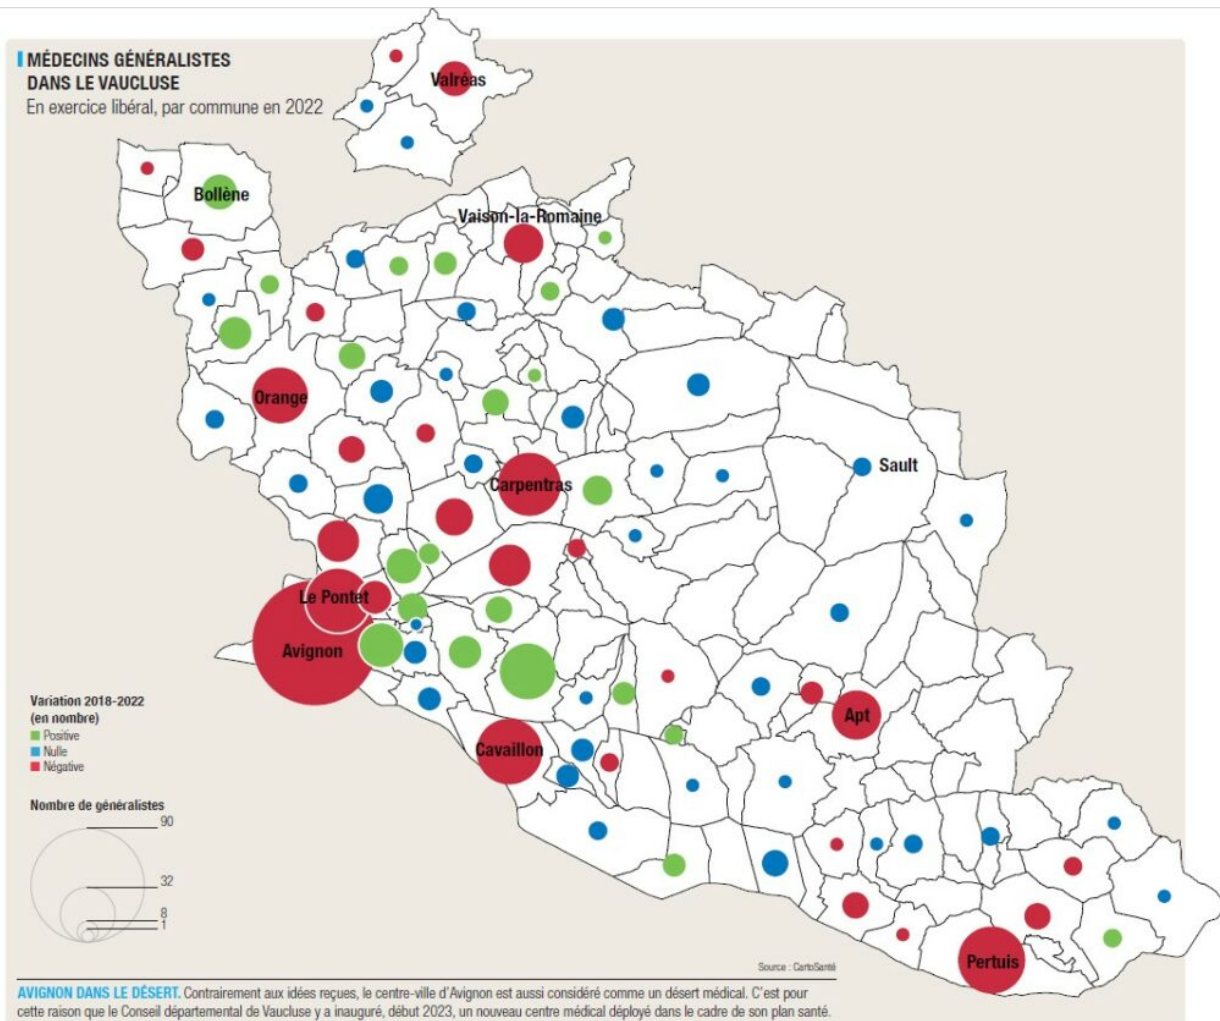 MÉDECINS GÉNÉRALISTES
DANS LE VAUCLUSE
En exercice libéral, par commune en 2022
Valréas
Bollène
Vaison-la-Romaine
Orange
Sault
Carpentras
Le Pontet
Avignon
Apt
Cavaillon
Pertuis
Variation 2018-2022
(en nombre)
Positive
Nulle
Négative
Nombre de généralistes
90
32
8
1
Source : CartoSanté
AVIGNON DANS LE DÉSERT. Contrairement aux idées reçues, le centre-ville d'Avignon est aussi considéré comme un désert médical. C'est pour
cette raison que le Conseil départemental de Vaucluse y a inauguré, début 2023, un nouveau centre médical déployé dans le cadre de son plan santé.